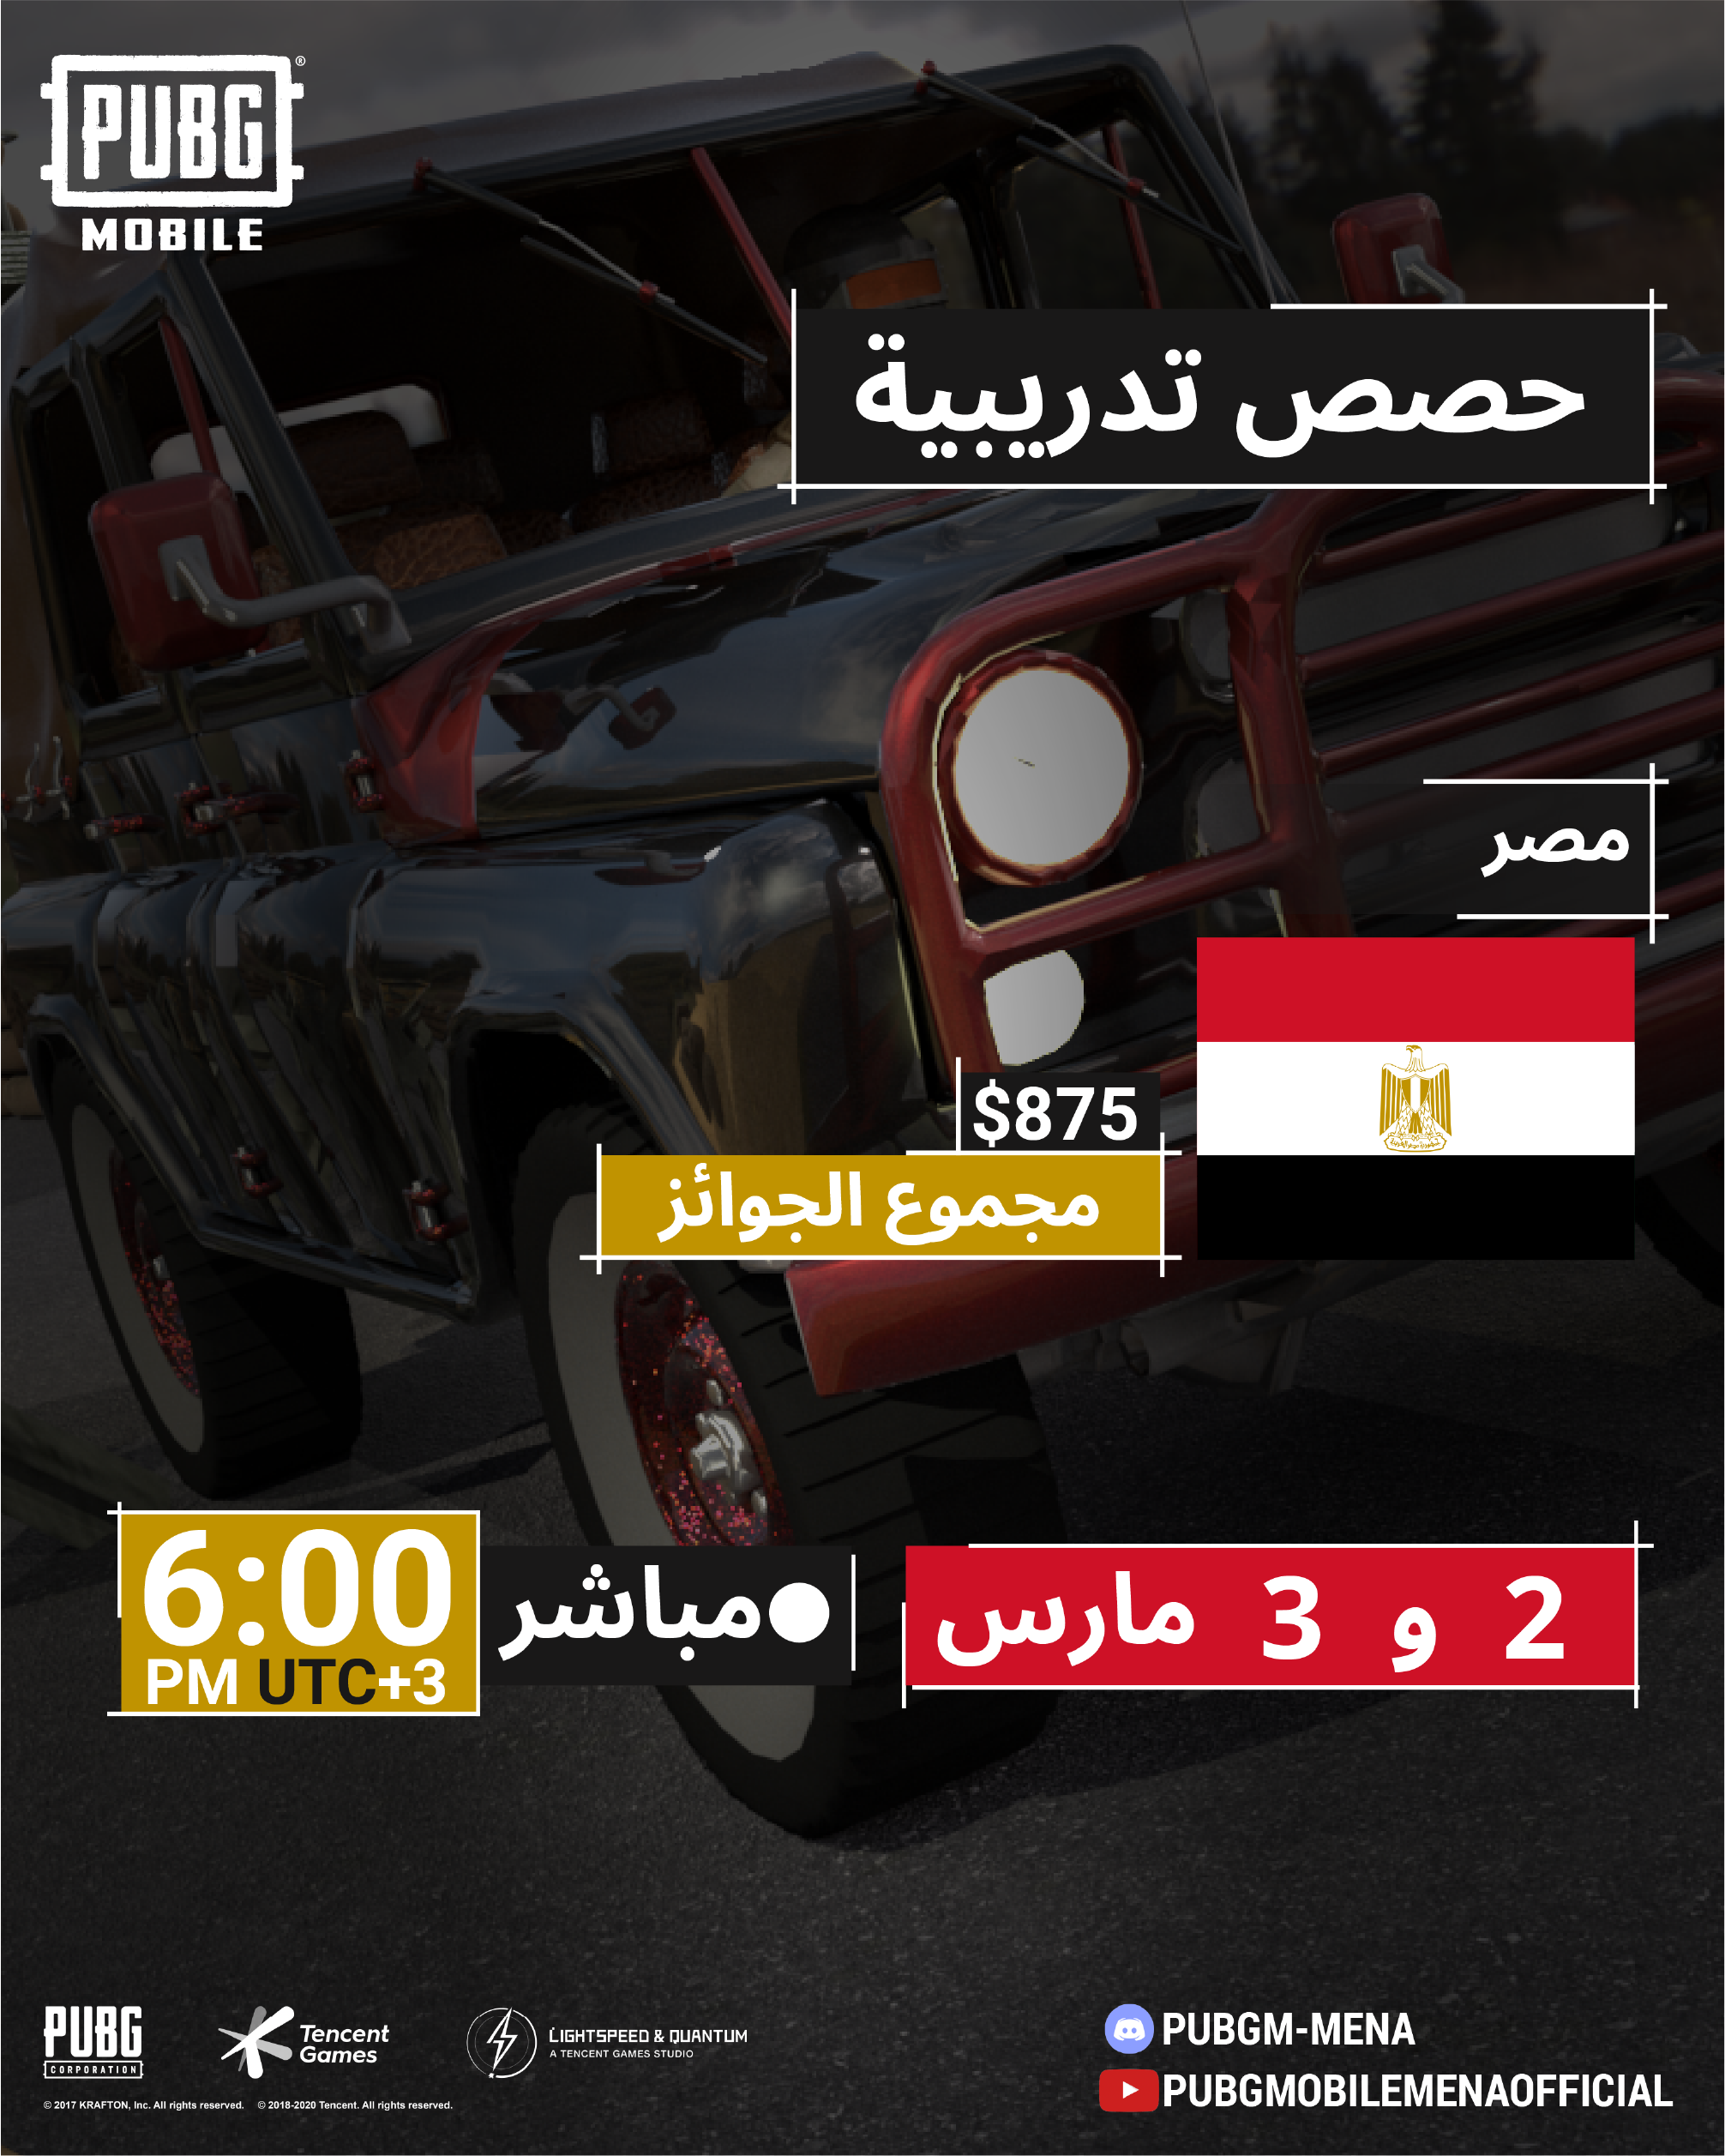 PUBG®
MOBILE
حصص تدريبية
مصر
$875
مجموع الجوائز
2 و 3 مارس
مباشر
6:00
PM UTC+3
PUBG
CORPORATION
Tencent
Games
LIGHTSPEED & QUANTUM
A TENCENT GAMES STUDIO
PUBGM-MENA
PUBGMOBILEMENAOFFICIAL
© 2017 KRAFTON, Inc. All rights reserved. © 2018-2020 Tencent. All rights reserved.